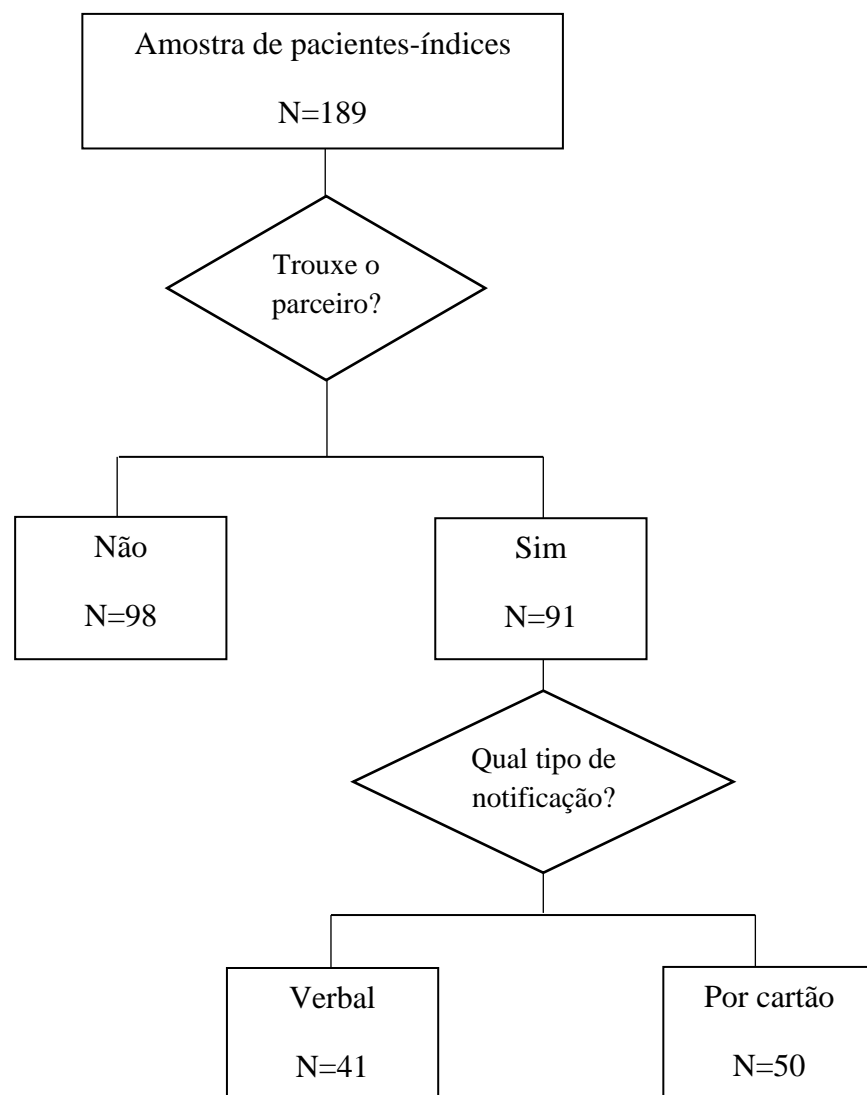 Amostra de pacientes-índices
N=189
Trouxe o
parceiro?
Não
N=98
Sim
N=91
Qual tipo de
notificação?
Verbal
N=41
Por cartão
N=50